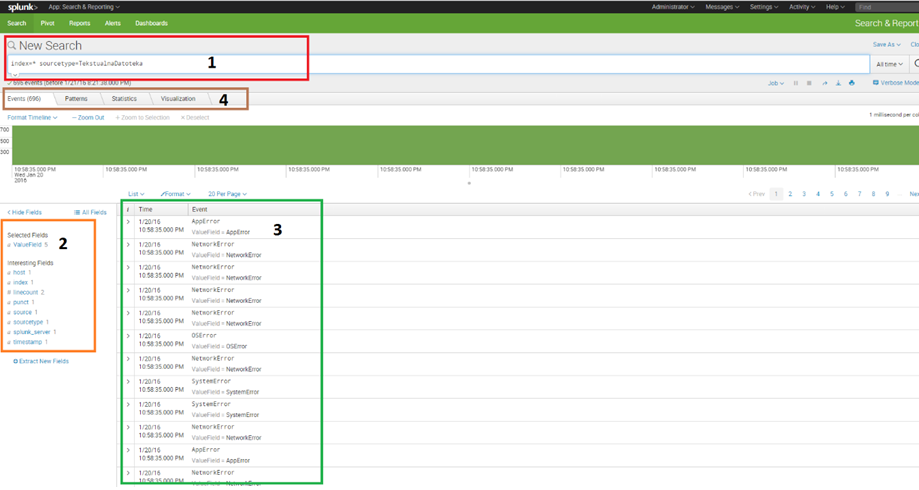 splunk> App: Search & Reporting Administrator Messages Settings Activity Help Find
Search Pivot Reports Alerts Dashboards Search & Report
New Search Save As Clo
index=* sourcetype=TekstualnaDatoteka 1 All time
696 events (before 1/21/16 8:21:38.000 PM) Job Verbose Mode
Events (696) Patterns Statistics Visualization 4
Format Timeline — Zoom Out + Zoom to Selection × Deselect 1 millisecond per col
700
500
300
10:58:35.000 PM 10:58:35.000 PM 10:58:35.000 PM 10:58:35.000 PM 10:58:35.000 PM 10:58:35.000 PM 10:58:35.000 PM 10:58:35.000 PM 10:58:35.000 PM 10:58:35.000 PM
Wed Jan 20
2016
List Format 20 Per Page < Prev 1 2 3 4 5 6 7 8 9 ... Nex
< Hide Fields All Fields
Selected Fields
a ValueField 5 2
Interesting Fields
a host 1
a index 1
# linecount 2
a punct 1
a source 1
a sourcetype 1
a splunk_server 1
a timestamp 1
Extract New Fields
i Time Event
> 1/20/16 AppError
10:58:35.000 PM ValueField = AppError 3
> 1/20/16 NetworkError
10:58:35.000 PM ValueField = NetworkError
> 1/20/16 NetworkError
10:58:35.000 PM ValueField = NetworkError
> 1/20/16 NetworkError
10:58:35.000 PM ValueField = NetworkError
> 1/20/16 NetworkError
10:58:35.000 PM ValueField = NetworkError
> 1/20/16 OSError
10:58:35.000 PM ValueField = OSError
> 1/20/16 NetworkError
10:58:35.000 PM ValueField = NetworkError
> 1/20/16 SystemError
10:58:35.000 PM ValueField = SystemError
> 1/20/16 SystemError
10:58:35.000 PM ValueField = SystemError
> 1/20/16 NetworkError
10:58:35.000 PM ValueField = NetworkError
> 1/20/16 AppError
10:58:35.000 PM ValueField = AppError
> 1/20/16 NetworkError
10:58:35.000 PM ValueField = NetworkError